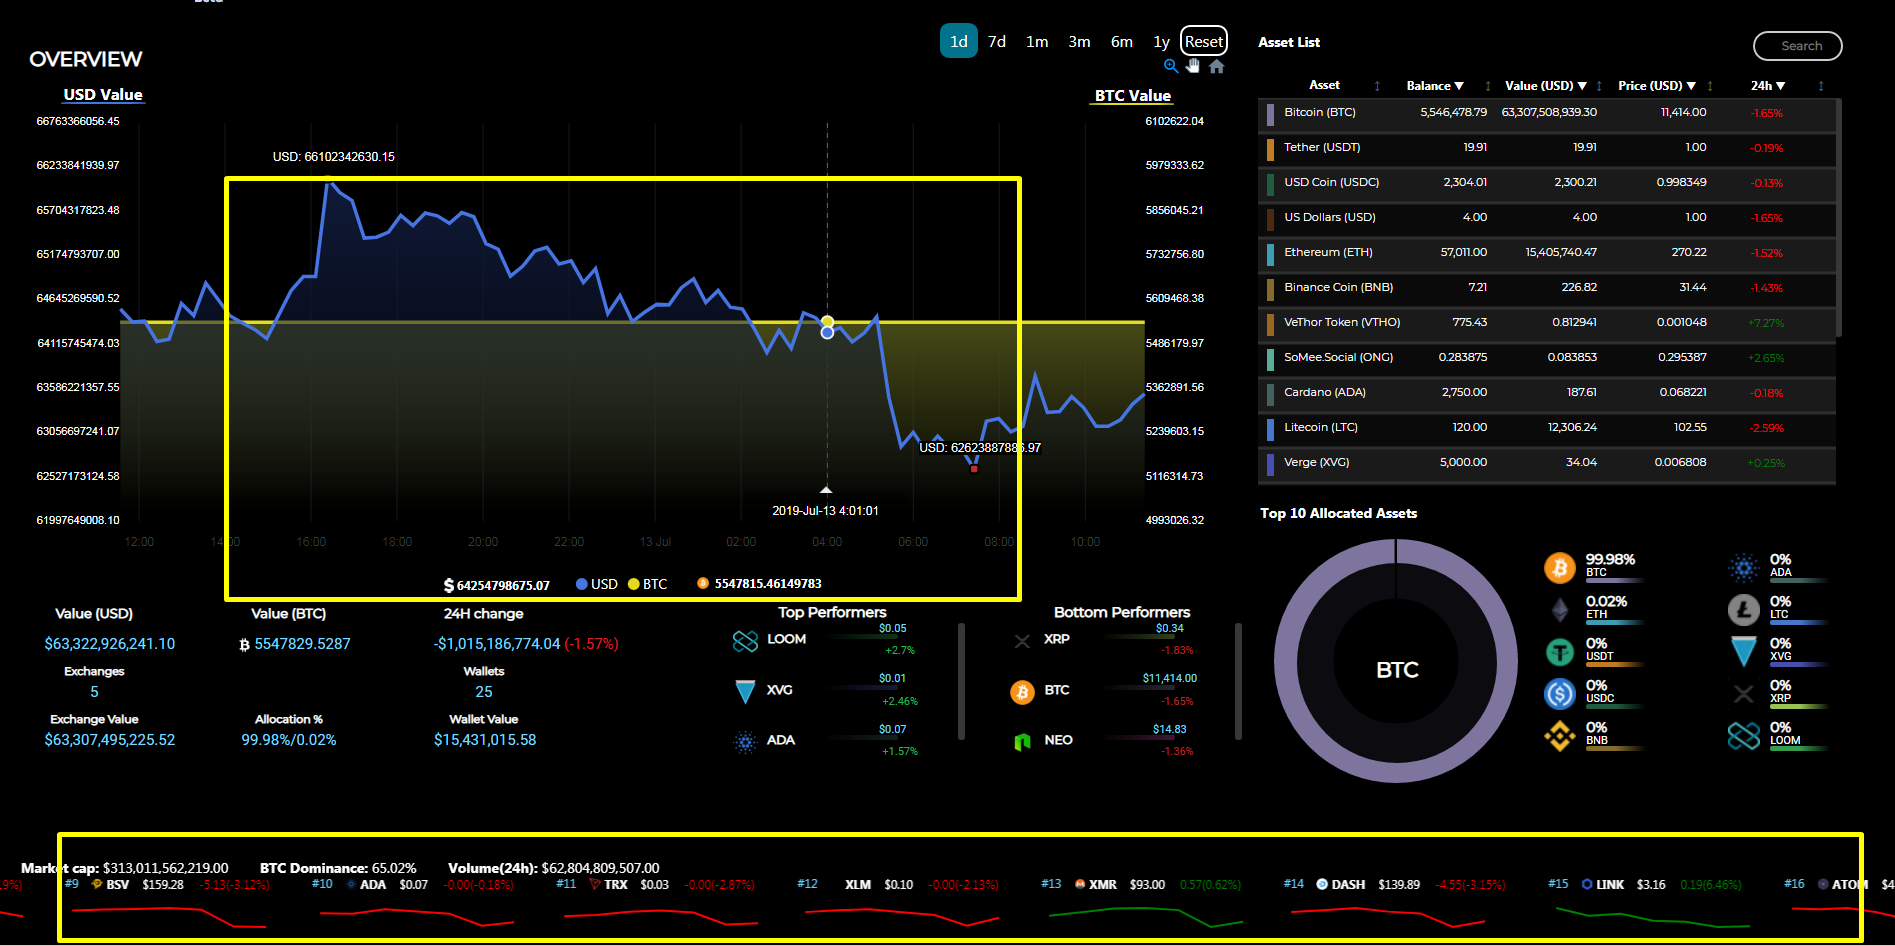 Beta
1d 7d 1m 3m 6m 1y Reset
OVERVIEW
USD Value
BTC Value
66763366056.45
66233841939.97
65704317823.48
65174793707.00
64645269590.52
64115745474.03
63586221357.55
63056697241.07
62527173124.58
61997649008.10
USD: 66102342630.15
USD: 62623887886.97
2019-Jul-13 4:01:01
6102622.04
5979333.62
5856045.21
5732756.80
5609468.38
5486179.97
5362891.56
5239603.15
5116314.73
4993026.32
12:00 14:00 16:00 18:00 20:00 22:00 13 Jul 02:00 04:00 06:00 08:00 10:00
$ 64254798675.07 USD BTC 5547815.46149783
Asset List
Search
Asset Balance ▼ Value (USD) ▼ Price (USD) ▼ 24h ▼
Bitcoin (BTC) 5,546,478.79 63,307,508,939.30 11,414.00 -1.65%
Tether (USDT) 19.91 19.91 1.00 -0.19%
USD Coin (USDC) 2,304.01 2,300.21 0.998349 -0.13%
US Dollars (USD) 4.00 4.00 1.00 -1.65%
Ethereum (ETH) 57,011.00 15,405,740.47 270.22 -1.52%
Binance Coin (BNB) 7.21 226.82 31.44 -1.43%
VeThor Token (VTHO) 775.43 0.812941 0.001048 +7.27%
SoMee.Social (ONG) 0.283875 0.083853 0.295387 +2.65%
Cardano (ADA) 2,750.00 187.61 0.068221 -0.18%
Litecoin (LTC) 120.00 12,306.24 102.55 -2.59%
Verge (XVG) 5,000.00 34.04 0.006808 +0.25%
Value (USD)
$63,322,926,241.10
Value (BTC)
5547829.5287
24H change
-$1,015,186,774.04 (-1.57%)
Exchanges
5
Wallets
25
Exchange Value
$63,307,495,225.52
Allocation %
99.98%/0.02%
Wallet Value
$15,431,015.58
Top Performers
LOOM $0.05
+2.7%
XVG $0.01
+2.46%
ADA $0.07
+1.57%
Bottom Performers
XRP $0.34
-1.83%
BTC $11,414.00
-1.65%
NEO $14.83
-1.36%
Top 10 Allocated Assets
BTC
99.98%
BTC
0.02%
ETH
0%
USDT
0%
USDC
0%
BNB
0%
ADA
0%
LTC
0%
XVG
0%
XRP
0%
LOOM
Market cap: $313,011,562,219.00 BTC Dominance: 65.02% Volume(24h): $62,804,809,507.00
19%) #9 BSV $159.28 -5.13(-3.12%) #10 ADA $0.07 -0.00(-0.18%) #11 TRX $0.03 -0.00(-2.87%) #12 XLM $0.10 -0.00(-2.13%) #13 XMR $93.00 0.57(0.62%) #14 DASH $139.89 -4.55(-3.15%) #15 LINK $3.16 0.19(6.46%) #16 ATOM $4